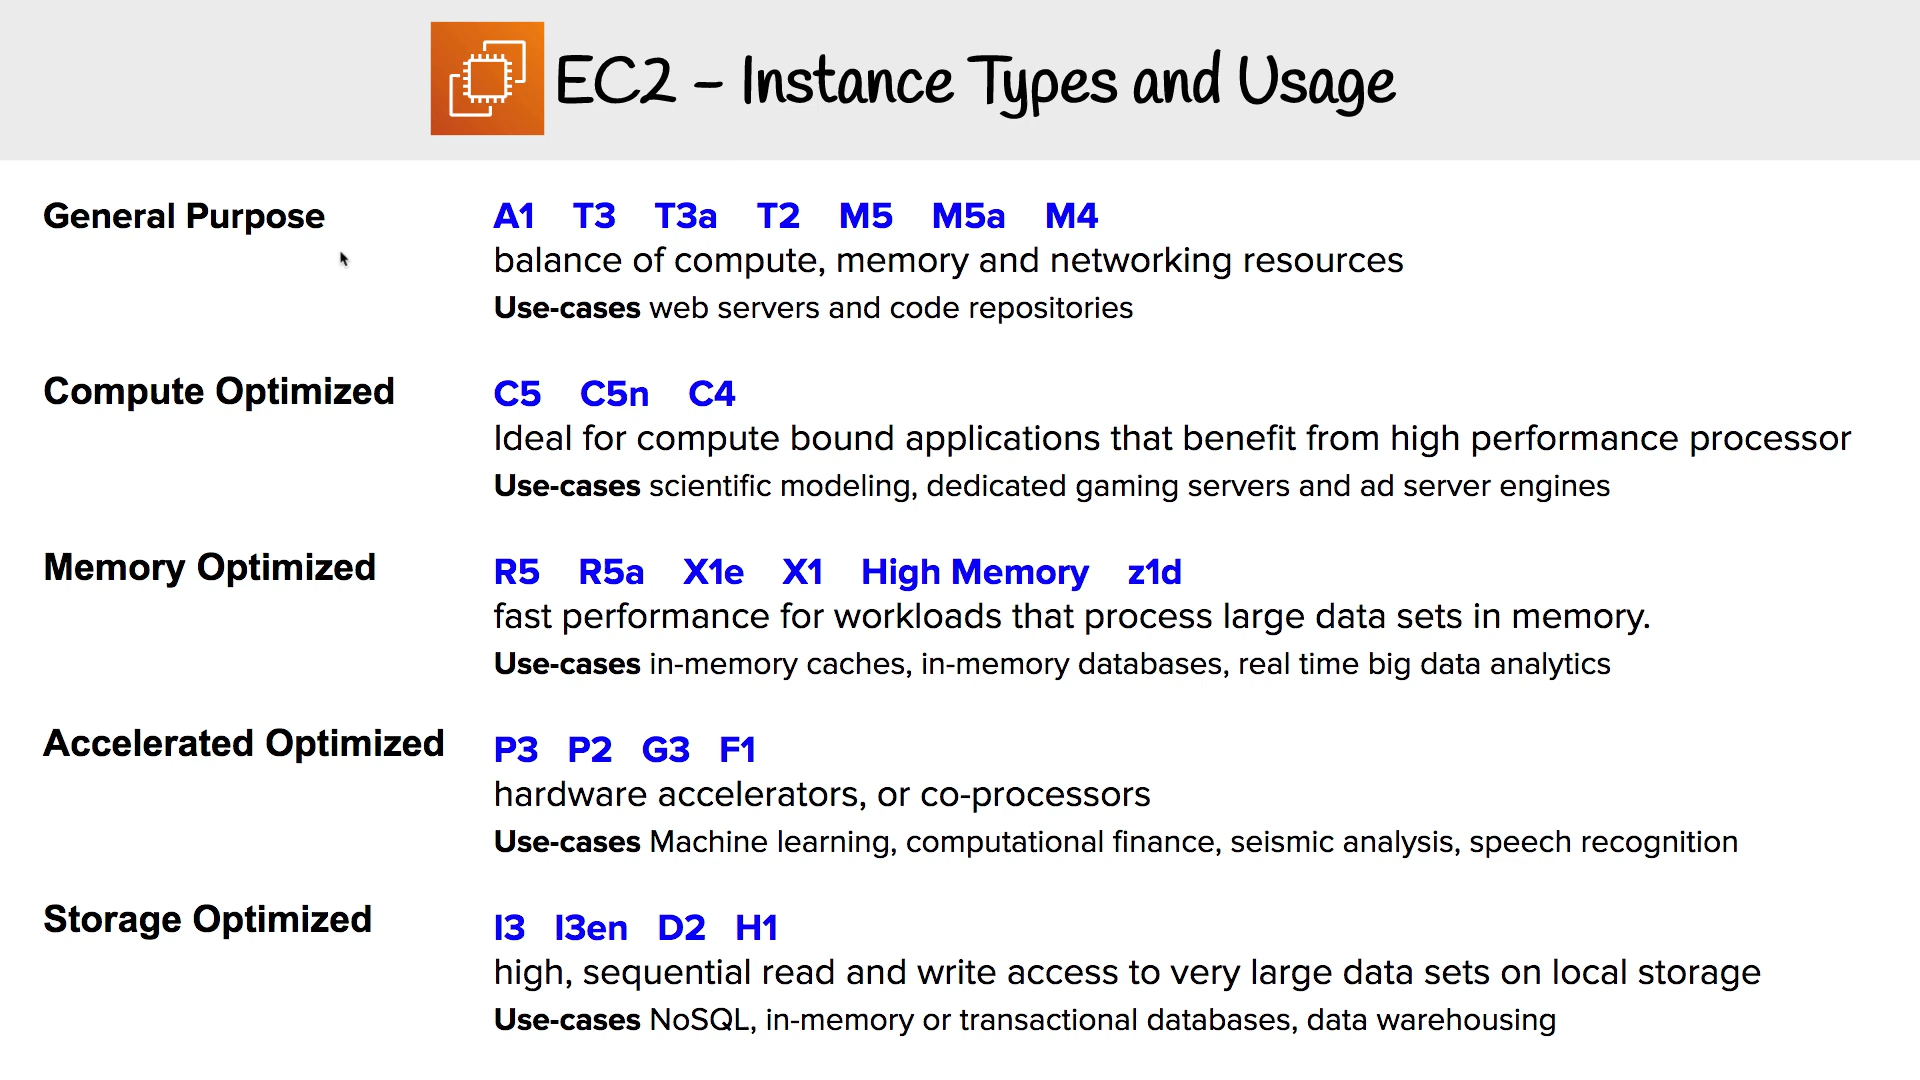 EC2 – Instance Types and Usage
General Purpose
A1 T3 T3a T2 M5 M5a M4
balance of compute, memory and networking resources
Use-cases web servers and code repositories
Compute Optimized
C5 C5n C4
Ideal for compute bound applications that benefit from high performance processor
Use-cases scientific modeling, dedicated gaming servers and ad server engines
Memory Optimized
R5 R5a X1e X1 High Memory z1d
fast performance for workloads that process large data sets in memory.
Use-cases in-memory caches, in-memory databases, real time big data analytics
Accelerated Optimized
P3 P2 G3 F1
hardware accelerators, or co-processors
Use-cases Machine learning, computational finance, seismic analysis, speech recognition
Storage Optimized
I3 I3en D2 H1
high, sequential read and write access to very large data sets on local storage
Use-cases NoSQL, in-memory or transactional databases, data warehousing